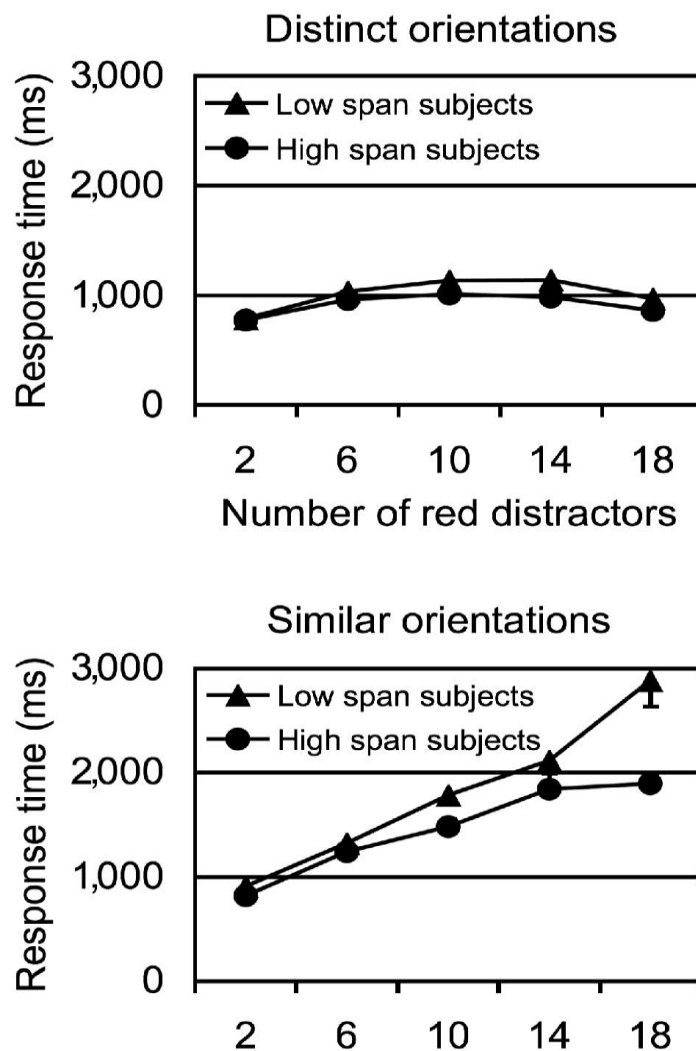 Distinct orientations
Response time (ms)
3,000
2,000
1,000
0
Low span subjects
High span subjects
2 6 10 14 18
Number of red distractors
Similar orientations
Response time (ms)
3,000
2,000
1,000
0
Low span subjects
High span subjects
2 6 10 14 18